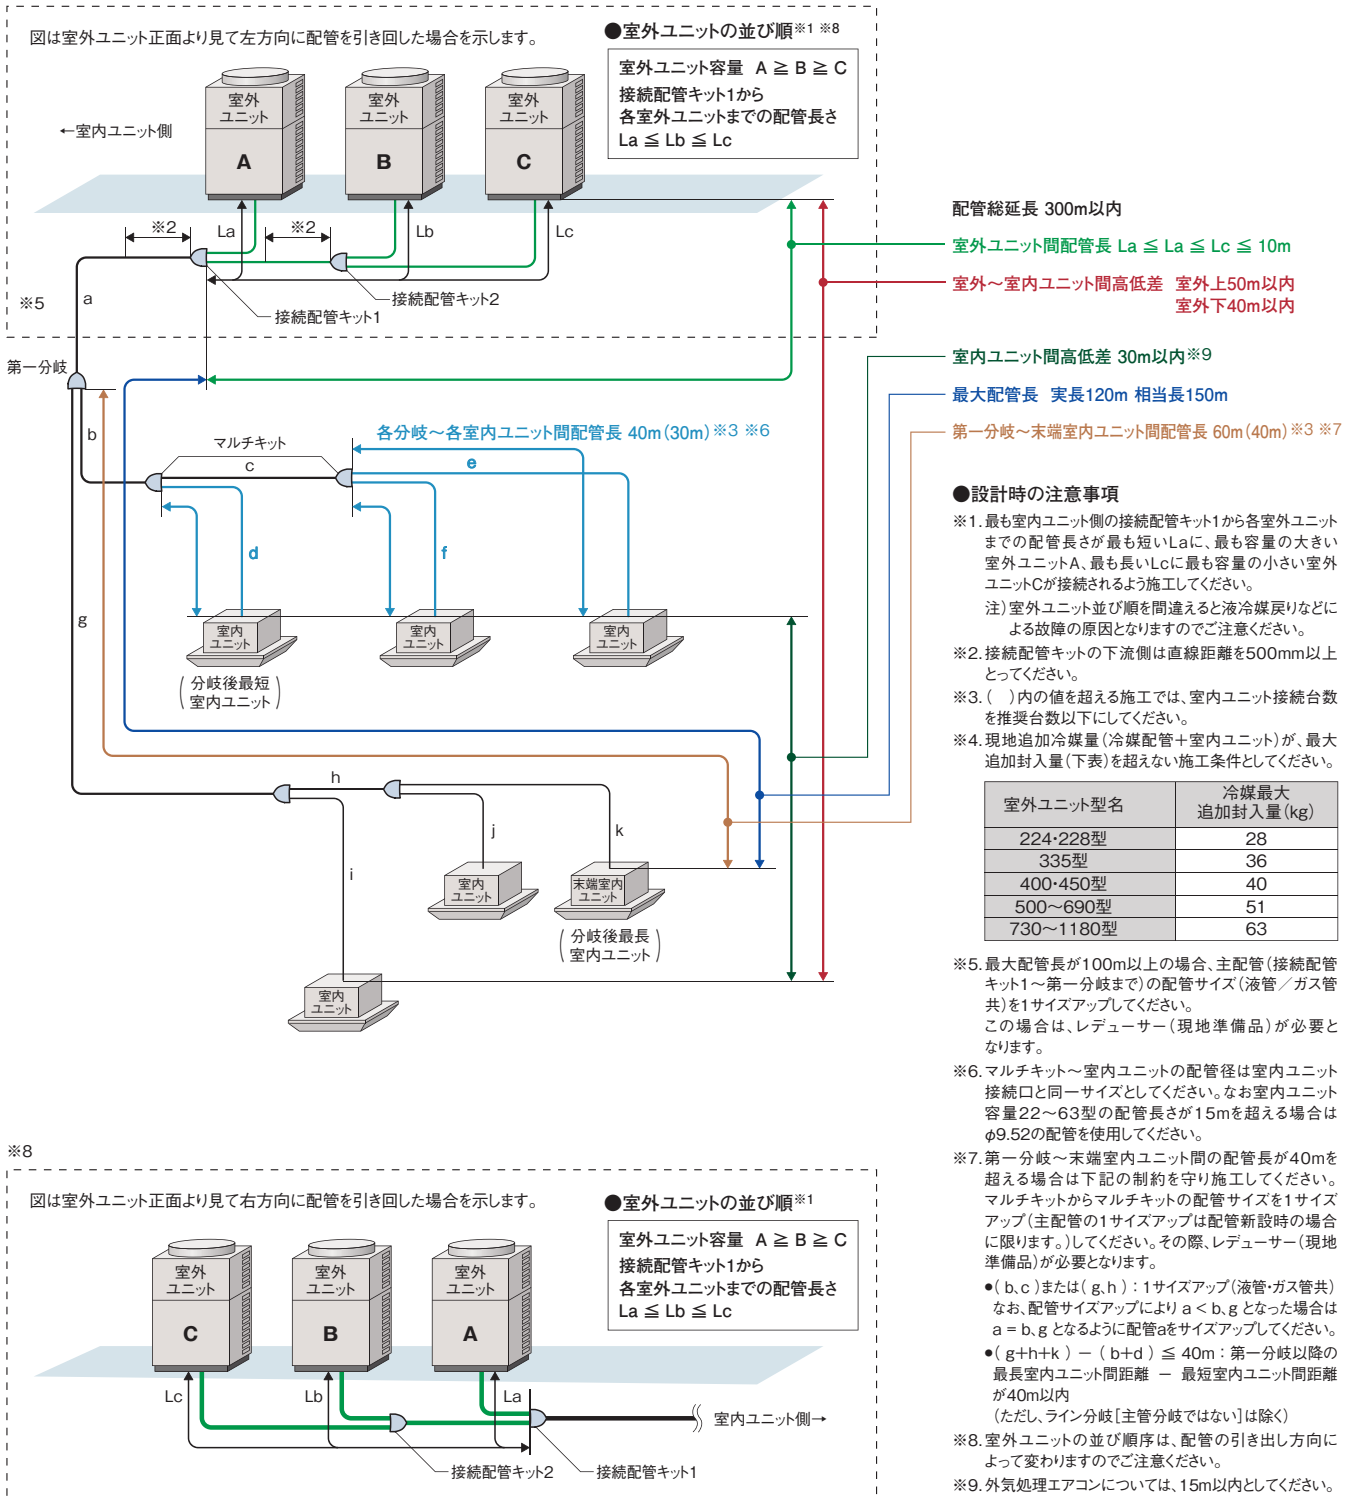 図は室外ユニット正面より見て左方向に配管を引き回した場合を示します。
●室外ユニットの並び順※1 ※8
室外ユニット容量 A ≧ B ≧ C
接続配管キット1から
各室外ユニットまでの配管長さ
La ≦ Lb ≦ Lc
←室内ユニット側
室外
ユニット
A
室外
ユニット
B
室外
ユニット
C
※2
La
※2
Lb
Lc
※5
a
接続配管キット2
接続配管キット1
第一分岐
配管総延長 300m以内
室外ユニット間配管長 La ≦ La ≦ Lc ≦ 10m
室外～室内ユニット間高低差 室外上50m以内
室外下40m以内
室内ユニット間高低差 30m以内※9
最大配管長 実長120m 相当長150m
第一分岐～末端室内ユニット間配管長 60m(40m)※3 ※7
b
マルチキット
c
各分岐～各室内ユニット間配管長 40m(30m)※3 ※6
e
d
f
g
室内
ユニット
室内
ユニット
室内
ユニット
(分岐後最短
室内ユニット)
h
j
k
i
室内
ユニット
末端室内
ユニット
(分岐後最長
室内ユニット)
室内
ユニット
●設計時の注意事項
※1.最も室内ユニット側の接続配管キット1から各室外ユニット
までの配管長さが最も短いLaに、最も容量の大きい
室外ユニットA、最も長いLcに最も容量の小さい室外
ユニットCが接続されるよう施工してください。
注)室外ユニット並び順を間違えると液冷媒戻りなどに
よる故障の原因となりますのでご注意ください。
※2.接続配管キットの下流側は直線距離を500mm以上
とってください。
※3.( )内の値を超える施工では、室内ユニット接続台数
を推奨台数以下にしてください。
※4.現地追加冷媒量(冷媒配管＋室内ユニット)が、最大
追加封入量(下表)を超えない施工条件としてください。
室外ユニット型名 冷媒最大
追加封入量(kg)
224・228型 28
335型 36
400・450型 40
500～690型 51
730～1180型 63
※5.最大配管長が100m以上の場合、主配管(接続配管
キット1～第一分岐まで)の配管サイズ(液管／ガス管
共)を1サイズアップしてください。
この場合は、レデューサー(現地準備品)が必要と
なります。
※6.マルチキット～室内ユニットの配管径は室内ユニット
接続口と同一サイズとしてください。なお室内ユニット
容量22～63型の配管長さが15mを超える場合は
φ9.52の配管を使用してください。
※7.第一分岐～末端室内ユニット間の配管長が40mを
超える場合は下記の制約を守り施工してください。
マルチキットからマルチキットの配管サイズを1サイズ
アップ(主配管の1サイズアップは配管新設時の場合
に限ります。)してください。その際、レデューサー(現地
準備品)が必要となります。
●( b､c )または( g､h )：1サイズアップ(液管・ガス管共)
なお、配管サイズアップにより a < b､g となった場合は
a = b､g となるように配管aをサイズアップしてください。
●( g+h+k ) － ( b+d ) ≦ 40m：第一分岐以降の
最長室内ユニット間距離 － 最短室内ユニット間距離
が40m以内
(ただし、ライン分岐[主管分岐ではない]は除く)
※8.室外ユニットの並び順序は、配管の引き出し方向に
よって変わりますのでご注意ください。
※9.外気処理エアコンについては、15m以内としてください。
※8
図は室外ユニット正面より見て右方向に配管を引き回した場合を示します。
●室外ユニットの並び順※1
室外ユニット容量 A ≧ B ≧ C
接続配管キット1から
各室外ユニットまでの配管長さ
La ≦ Lb ≦ Lc
室外
ユニット
C
室外
ユニット
B
室外
ユニット
A
Lc
Lb
La
室内ユニット側→
接続配管キット2
接続配管キット1